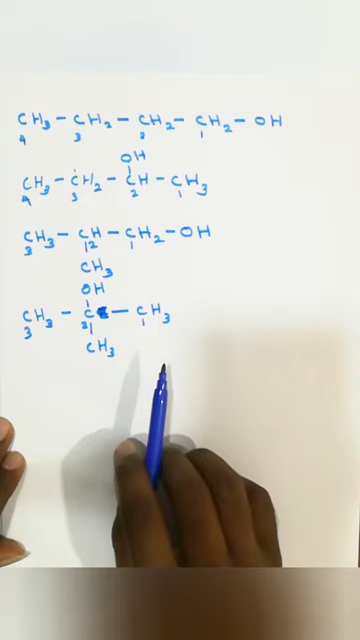 CH3 - CH2 - CH2 - CH2 - OH
4 3 2 1
OH
CH3 - CH2 - CH - CH3
4 3 2 1
CH3 - CH - CH2 - OH
3 2 1
CH3
OH
CH3 - C - CH3
3 2 1
CH3